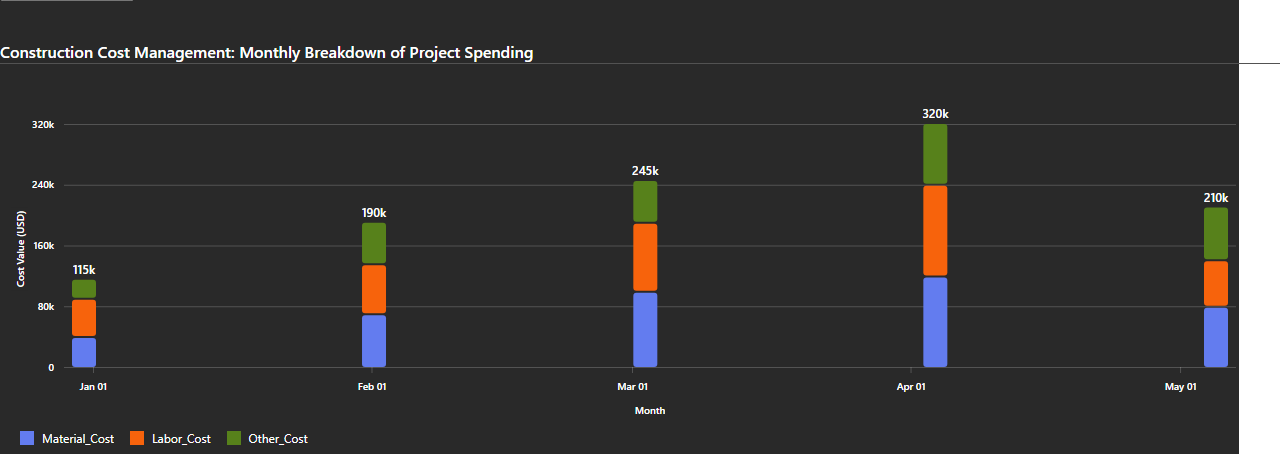 Construction Cost Management: Monthly Breakdown of Project Spending
320k
320k
245k
240k
210k
190k
Cost Value (USD)
160k
115k
80k
0
Jan 01 Feb 01 Mar 01 Apr 01 May 01
Month
Material_Cost Labor_Cost Other_Cost